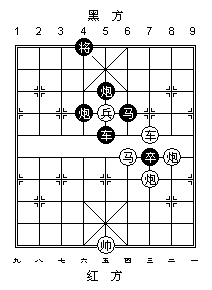 黑 方
1 2 3 4 5 6 7 8 9
将
炮
炮 兵 马
车 车
马 卒 炮
炮
帅
九 八 七 六 五 四 三 二 一
红 方